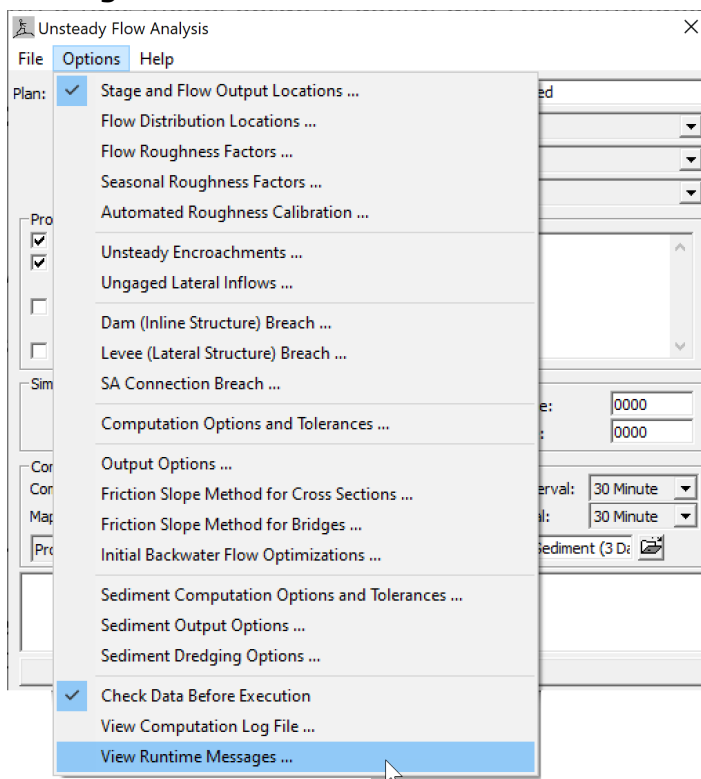 Unsteady Flow Analysis
File Options Help
Plan:
Stage and Flow Output Locations ...
Flow Distribution Locations ...
Flow Roughness Factors ...
Seasonal Roughness Factors ...
Automated Roughness Calibration ...
Unsteady Encroachments ...
Ungaged Lateral Inflows ...
Dam (Inline Structure) Breach ...
Levee (Lateral Structure) Breach ...
SA Connection Breach ...
Computation Options and Tolerances ...
0000
0000
Output Options ...
Friction Slope Method for Cross Sections ...
30 Minute
Friction Slope Method for Bridges ...
30 Minute
Initial Backwater Flow Optimizations ...
Sediment (3 Da
Sediment Computation Options and Tolerances ...
Sediment Output Options ...
Sediment Dredging Options ...
Check Data Before Execution
View Computation Log File ...
View Runtime Messages ...